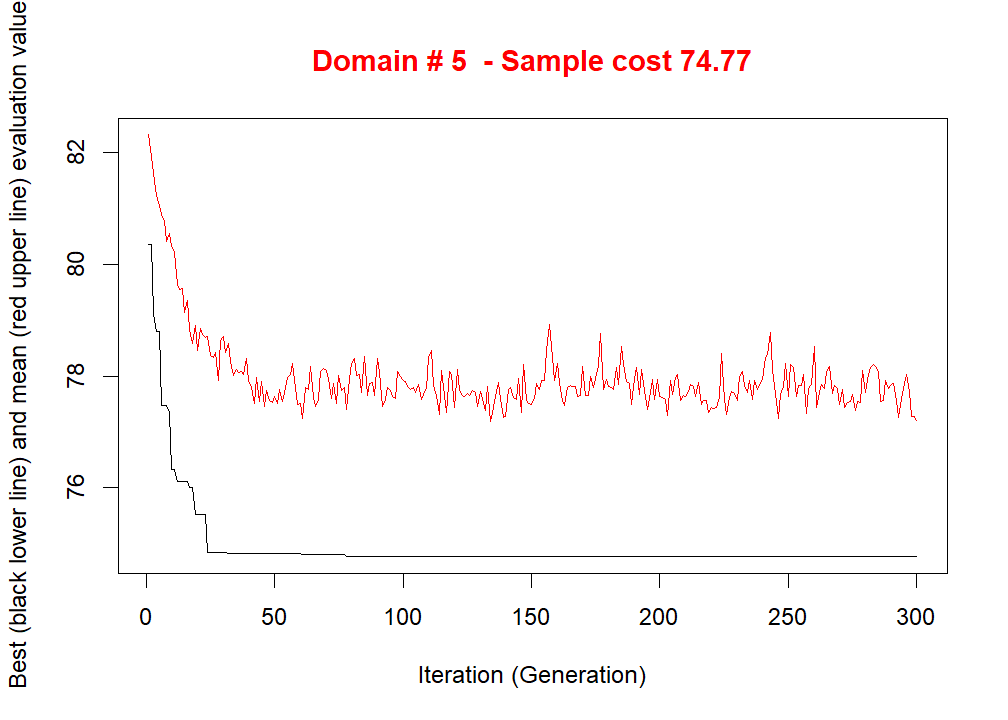 Domain # 5  - Sample cost 74.77
Best (black lower line) and mean (red upper line) evaluation value
82
80
78
76
0 50 100 150 200 250 300
Iteration (Generation)